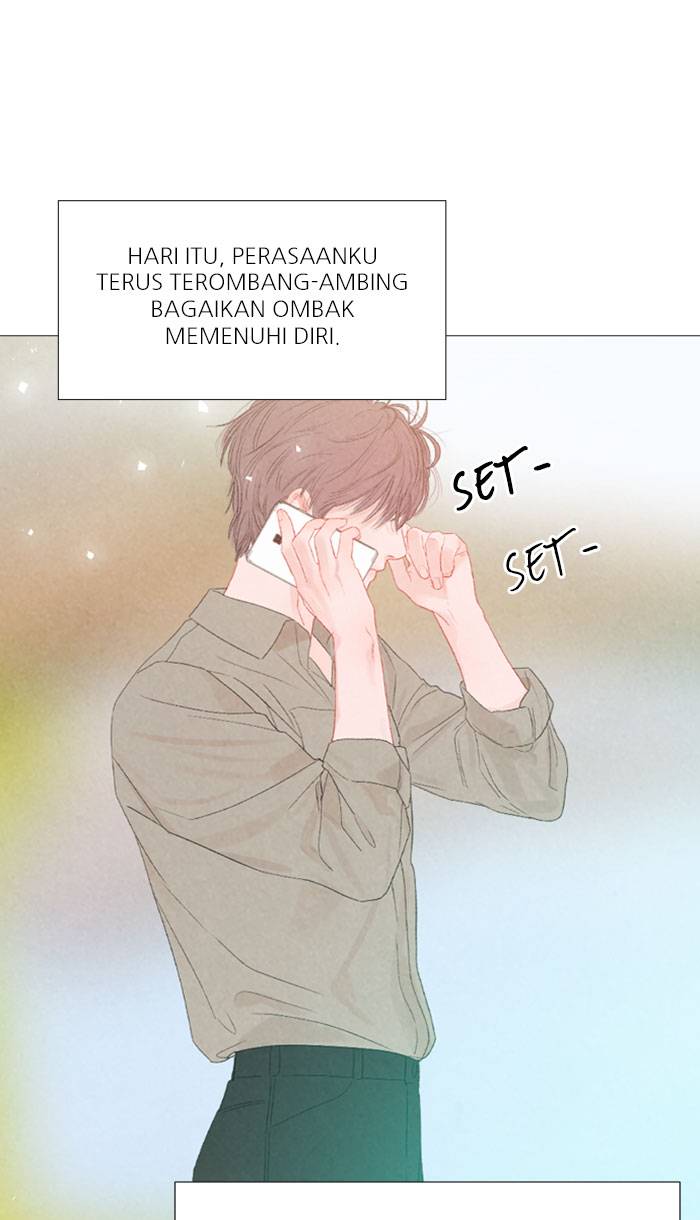 HARI ITU, PERASAANKU
TERUS TEROMBANG-AMBING
BAGAIKAN OMBAK
MEMENUHI DIRI.
SET-
SET-